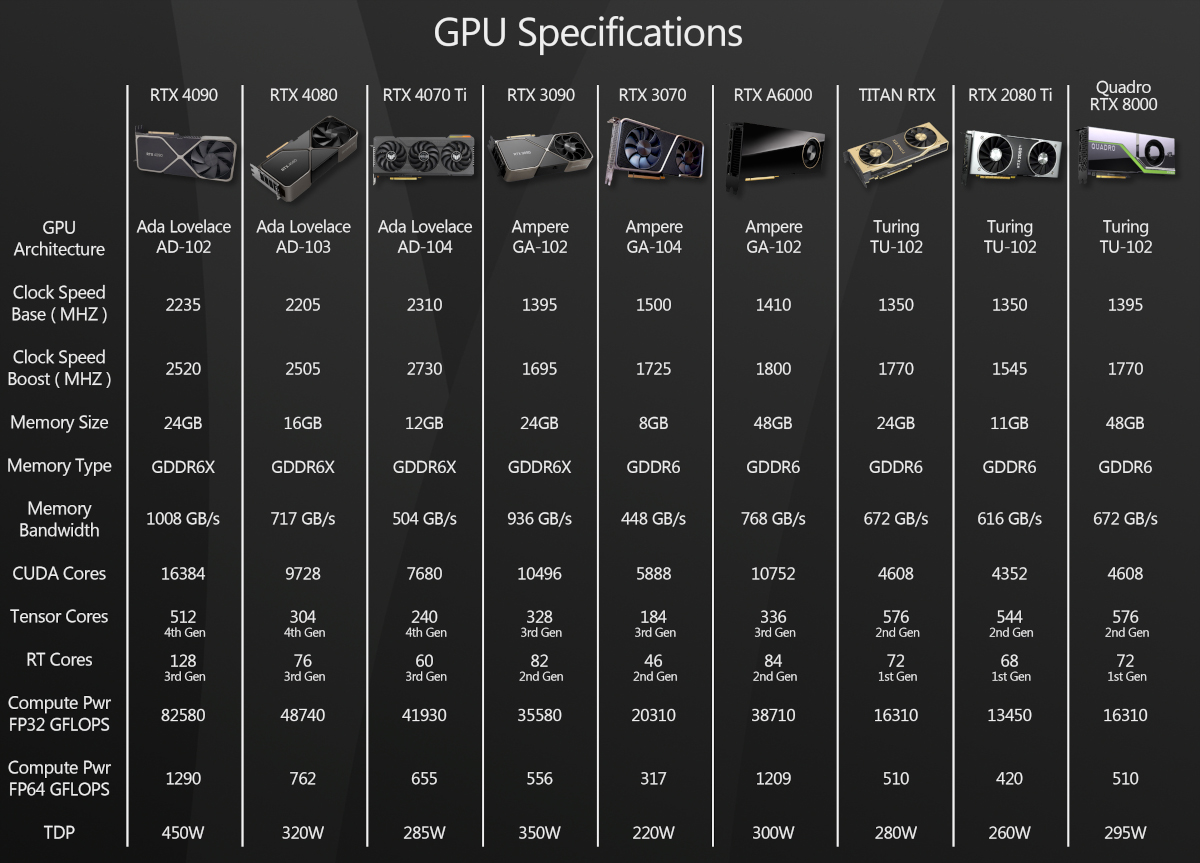 GPU Specifications
RTX 4090 RTX 4080 RTX 4070 Ti RTX 3090 RTX 3070 RTX A6000 TITAN RTX RTX 2080 Ti Quadro
RTX 8000
QUADRO
GPU Ada Lovelace Ada Lovelace Ada Lovelace Ampere Ampere Ampere Turing Turing Turing
Architecture AD-102 AD-103 AD-104 GA-102 GA-104 GA-102 TU-102 TU-102 TU-102
Clock Speed
Base ( MHZ ) 2235 2205 2310 1395 1500 1410 1350 1350 1395
Clock Speed
Boost ( MHZ ) 2520 2505 2730 1695 1725 1800 1770 1545 1770
Memory Size 24GB 16GB 12GB 24GB 8GB 48GB 24GB 11GB 48GB
Memory Type GDDR6X GDDR6X GDDR6X GDDR6X GDDR6 GDDR6 GDDR6 GDDR6 GDDR6
Memory
Bandwidth 1008 GB/s 717 GB/s 504 GB/s 936 GB/s 448 GB/s 768 GB/s 672 GB/s 616 GB/s 672 GB/s
CUDA Cores 16384 9728 7680 10496 5888 10752 4608 4352 4608
Tensor Cores 512 304 240 328 184 336 576 544 576
4th Gen 4th Gen 4th Gen 3rd Gen 3rd Gen 3rd Gen 2nd Gen 2nd Gen 2nd Gen
RT Cores 128 76 60 82 46 84 72 68 72
3rd Gen 3rd Gen 3rd Gen 2nd Gen 2nd Gen 2nd Gen 1st Gen 1st Gen 1st Gen
Compute Pwr
FP32 GFLOPS 82580 48740 41930 35580 20310 38710 16310 13450 16310
Compute Pwr
FP64 GFLOPS 1290 762 655 556 317 1209 510 420 510
TDP 450W 320W 285W 350W 220W 300W 280W 260W 295W